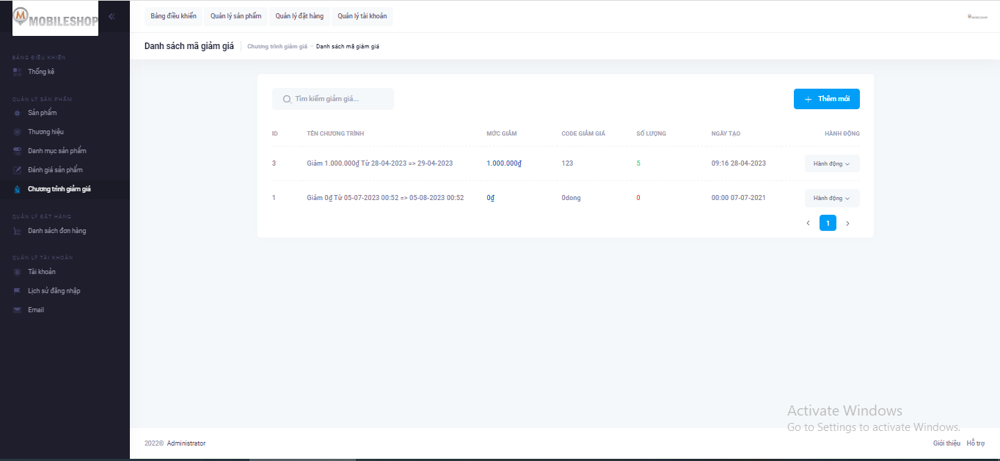 MOBILESHOP
Bảng điều khiển Quản lý sản phẩm Quản lý đặt hàng Quản lý tài khoản
Danh sách mã giảm giá Chương trình giảm giá - Danh sách mã giảm giá
BẢNG ĐIỀU KHIỂN
Thống kê
QUẢN LÝ SẢN PHẨM
Sản phẩm
Thương hiệu
Danh mục sản phẩm
Đánh giá sản phẩm
Chương trình giảm giá
QUẢN LÝ ĐẶT HÀNG
Danh sách đơn hàng
QUẢN LÝ TÀI KHOẢN
Tài khoản
Lịch sử đăng nhập
Email
Tìm kiếm giảm giá...
+ Thêm mới
ID TÊN CHƯƠNG TRÌNH MỨC GIẢM CODE GIẢM GIÁ SỐ LƯỢNG NGÀY TẠO HÀNH ĐỘNG
3 Giảm 1.000.000₫ Từ 28-04-2023 => 29-04-2023 1.000.000₫ 123 5 09:16 28-04-2023 Hành động
1 Giảm 0₫ Từ 05-07-2023 00:52 => 05-08-2023 00:52 0₫ 0dong 0 00:00 07-07-2021 Hành động
< 1 >
Activate Windows
Go to Settings to activate Windows.
2022© Administrator
Giới thiệu Hỗ trợ